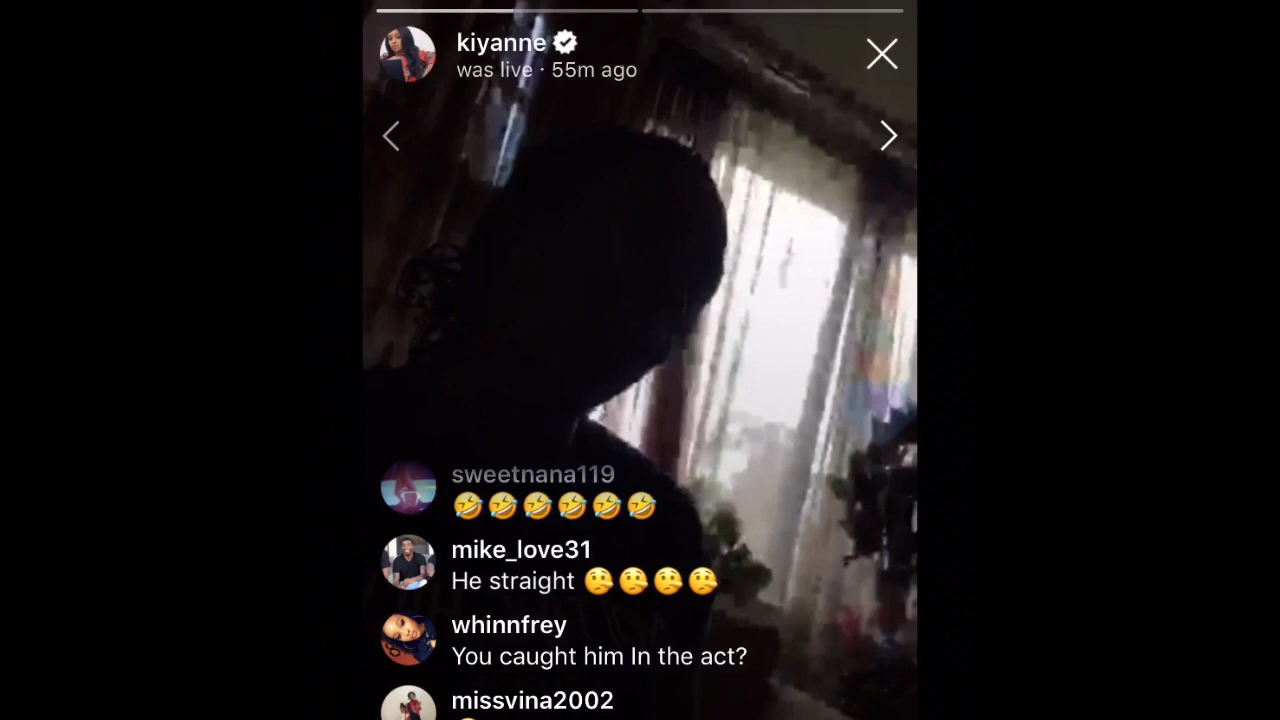 kiyanne
was live · 55m ago
sweetnana119
🤣🤣🤣🤣🤣🤣
mike_love31
He straight 🤥🤥🤥🤥
whinnfrey
You caught him In the act?
missvina2002